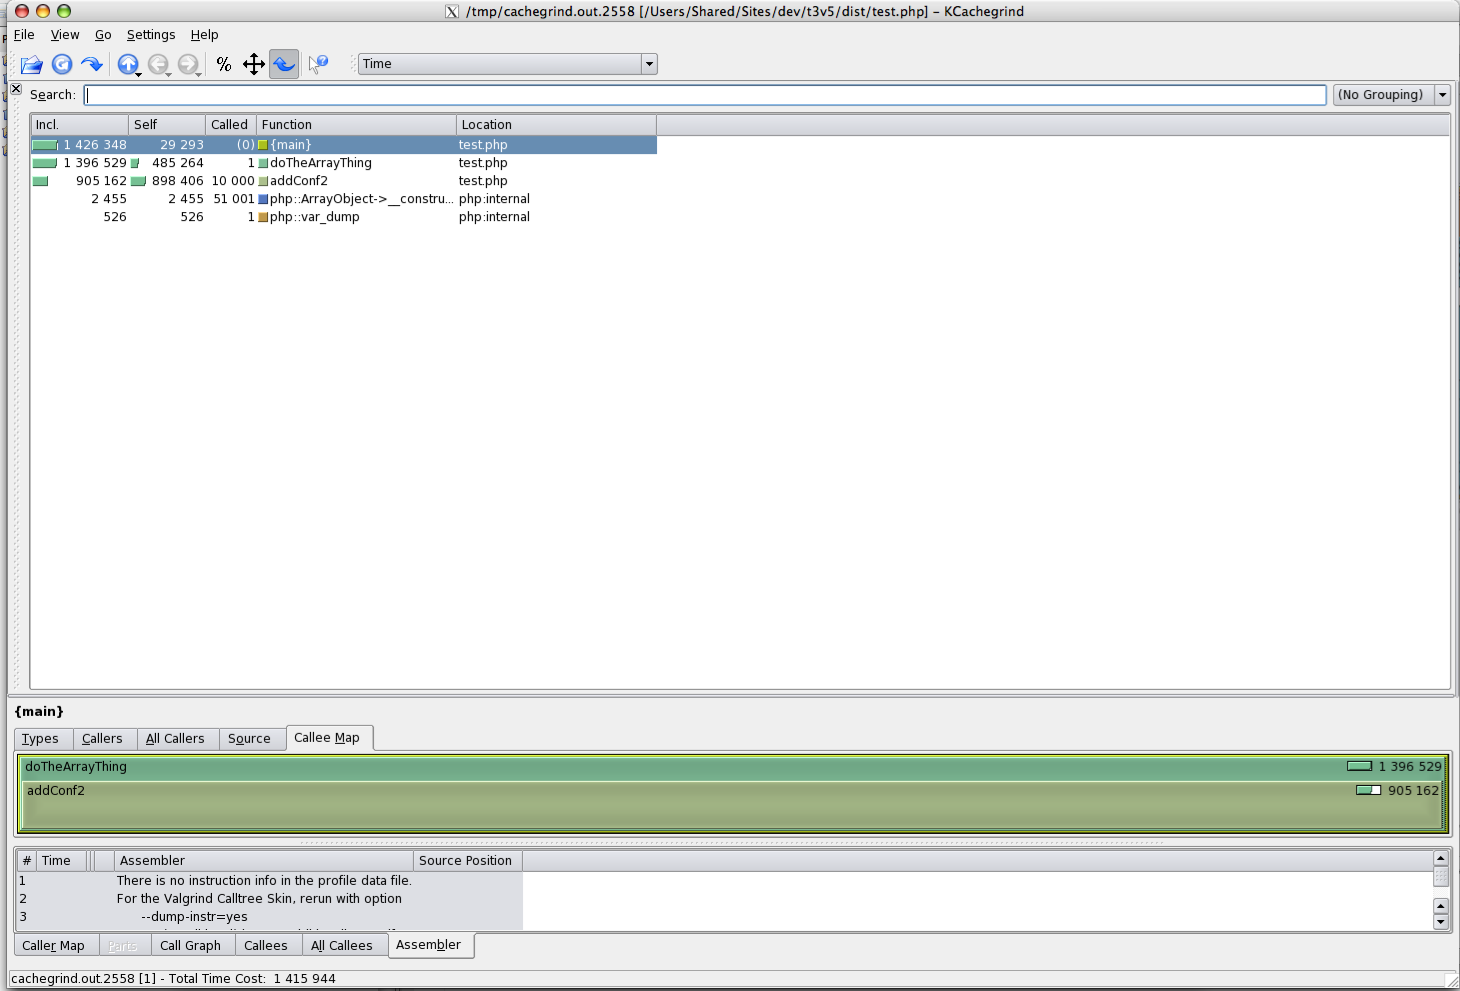 /tmp/cachegrind.out.2558 [/Users/Shared/Sites/dev/t3v5/dist/test.php] – KCachegrind
File View Go Settings Help
% Time
Search: (No Grouping)
Incl. Self Called Function Location
1 426 348 29 293 (0) {main} test.php
1 396 529 485 264 1 doTheArrayThing test.php
905 162 898 406 10 000 addConf2 test.php
2 455 2 455 51 001 php::ArrayObject->__constru... php:internal
526 526 1 php::var_dump php:internal
{main}
Types Callers All Callers Source Callee Map
doTheArrayThing 1 396 529
addConf2 905 162
# Time Assembler Source Position
1 There is no instruction info in the profile data file.
2 For the Valgrind Calltree Skin, rerun with option
3 --dump-instr=yes
Caller Map Parts Call Graph Callees All Callees Assembler
cachegrind.out.2558 [1] - Total Time Cost: 1 415 944